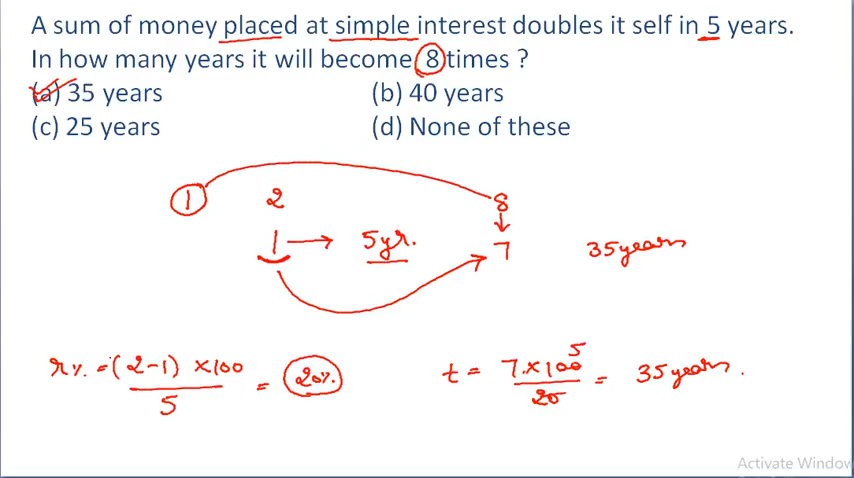 A sum of money placed at simple interest doubles it self in 5 years.
In how many years it will become 8 times ?
(a) 35 years (b) 40 years
(c) 25 years (d) None of these
1 2 8
1 → 5yr. 7 35years
r% = (2-1) ×100 / 5 = 20% t = 7×100 / 20 5 = 35years.
Activate Window